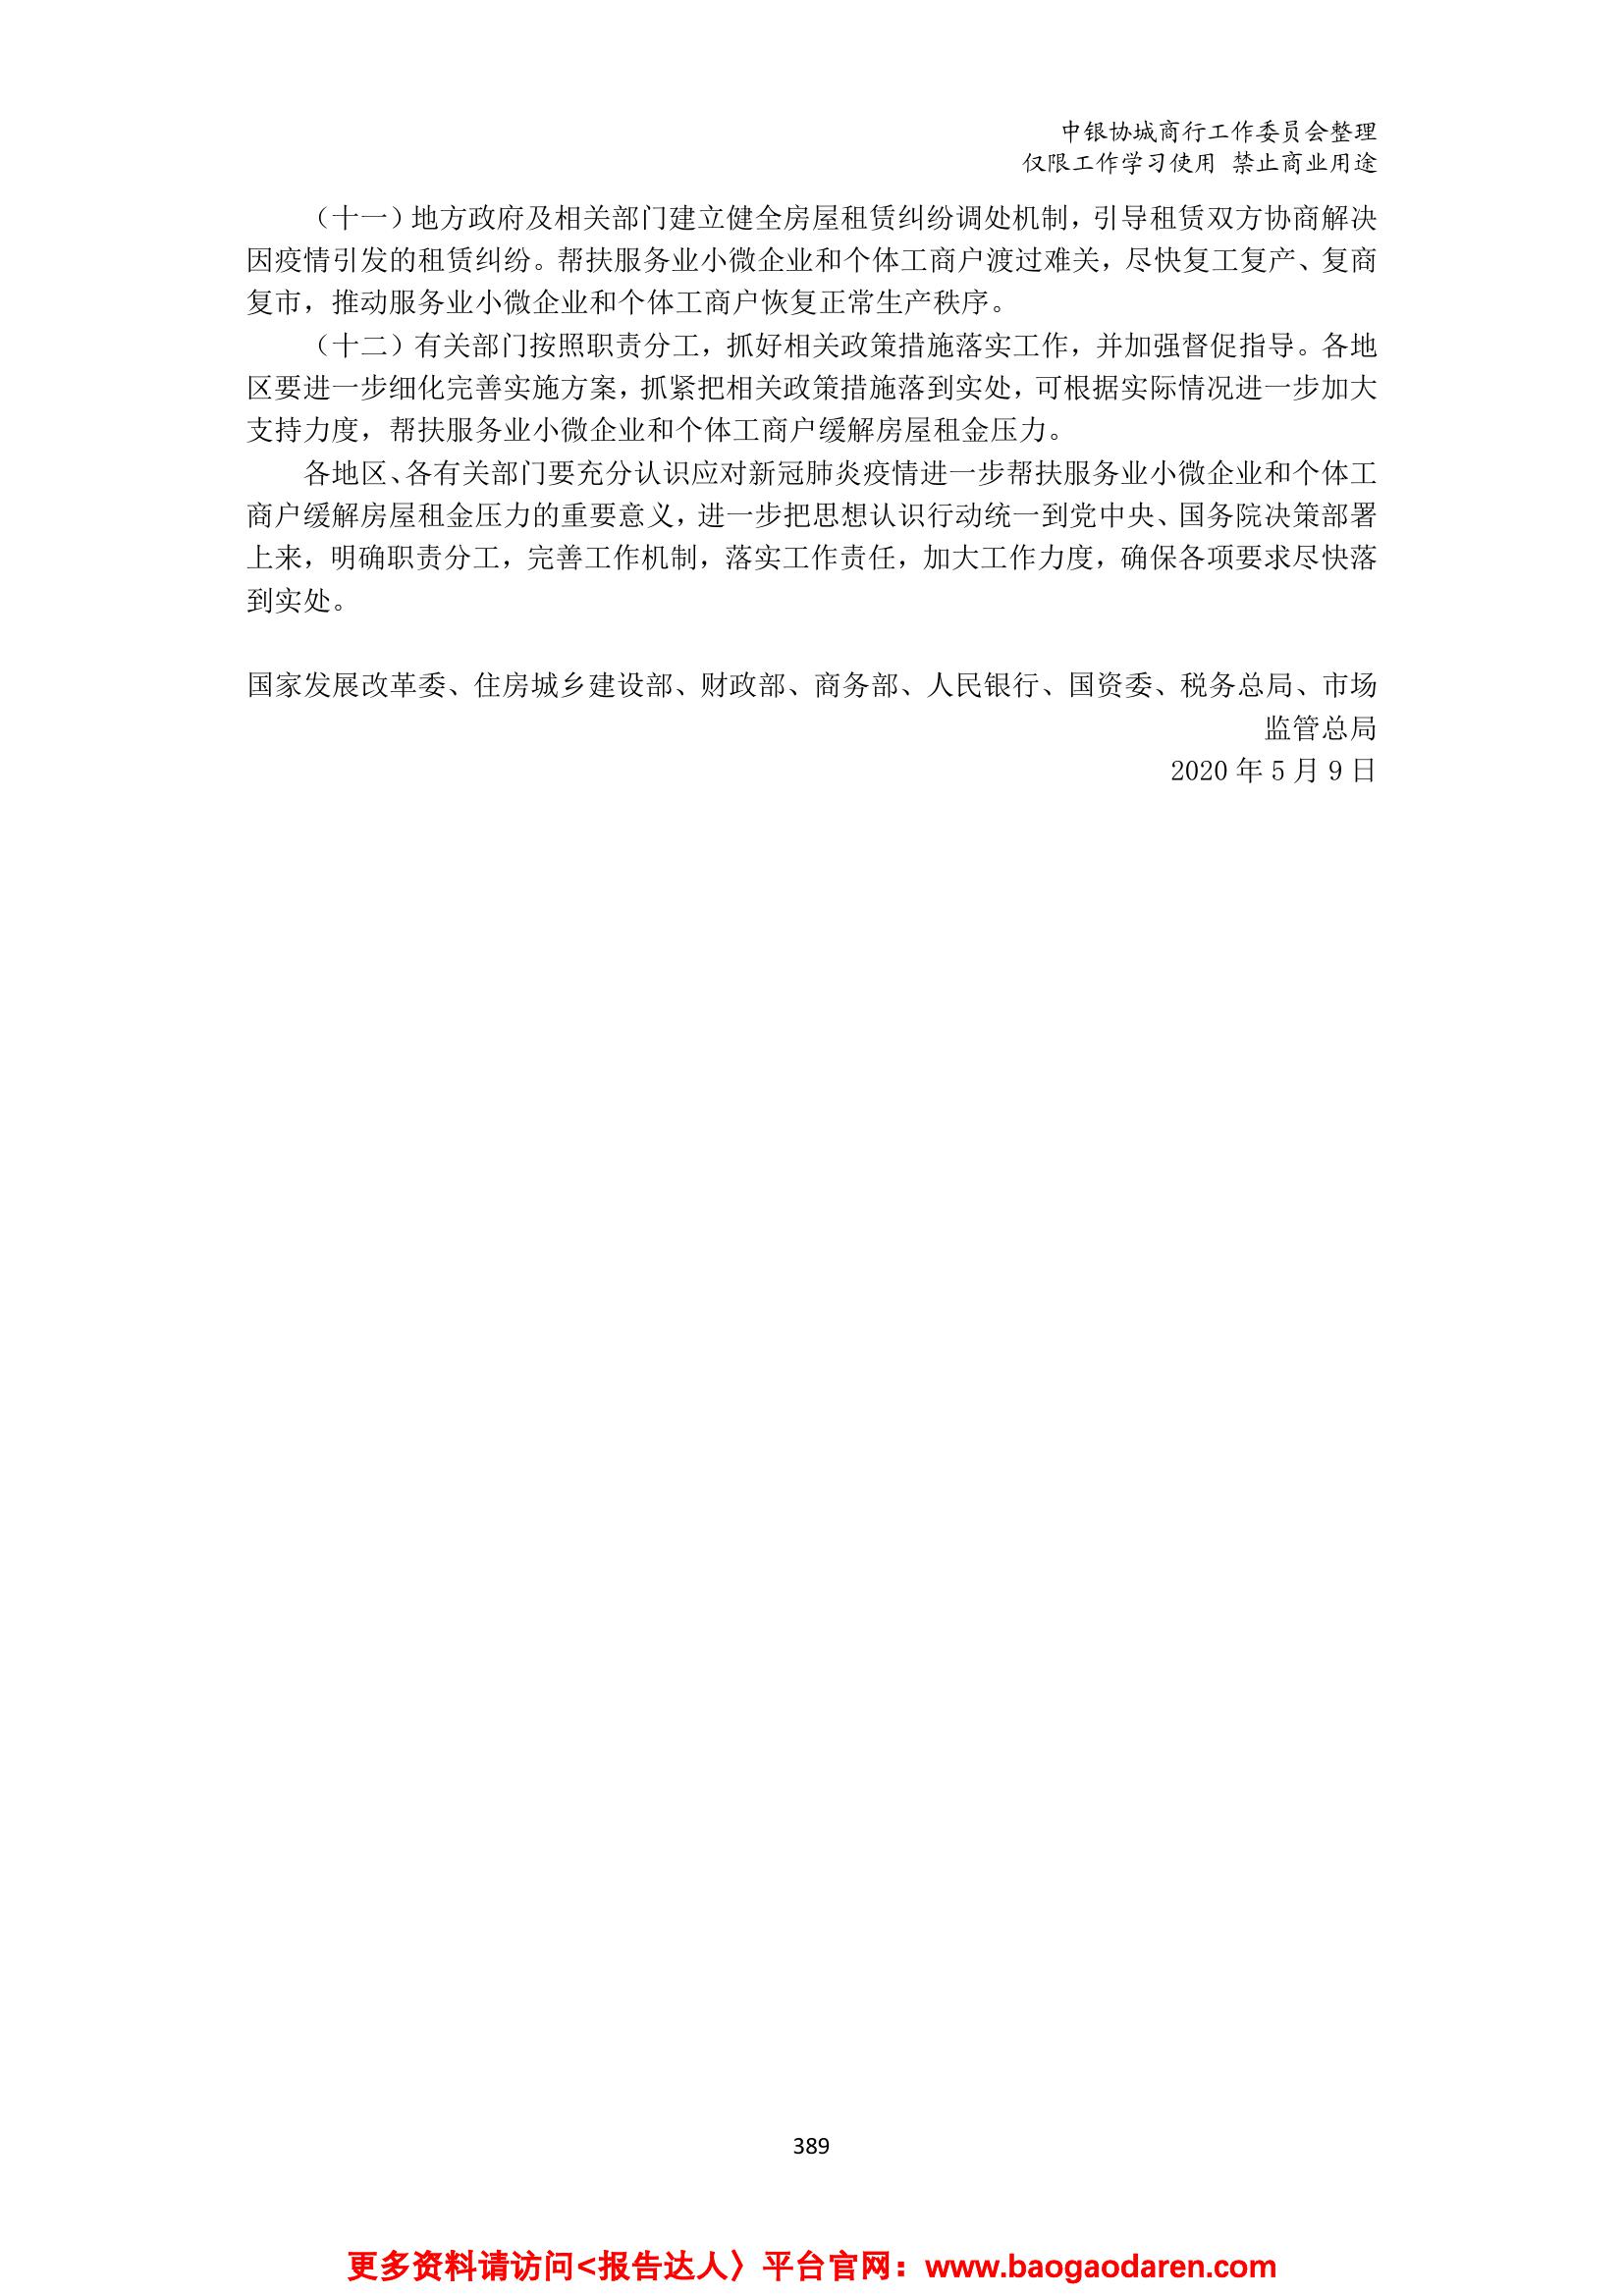 中银协城商行工作委员会整理
仅限工作学习使用 禁止商业用途
（十一）地方政府及相关部门建立健全房屋租赁纠纷调处机制，引导租赁双方协商解决
因疫情引发的租赁纠纷。帮扶服务业小微企业和个体工商户渡过难关，尽快复工复产、复商
复市，推动服务业小微企业和个体工商户恢复正常生产秩序。
（十二）有关部门按照职责分工，抓好相关政策措施落实工作，并加强督促指导。各地
区要进一步细化完善实施方案，抓紧把相关政策措施落到实处，可根据实际情况进一步加大
支持力度，帮扶服务业小微企业和个体工商户缓解房屋租金压力。
各地区、各有关部门要充分认识应对新冠肺炎疫情进一步帮扶服务业小微企业和个体工
商户缓解房屋租金压力的重要意义，进一步把思想认识行动统一到党中央、国务院决策部署
上来，明确职责分工，完善工作机制，落实工作责任，加大工作力度，确保各项要求尽快落
到实处。
国家发展改革委、住房城乡建设部、财政部、商务部、人民银行、国资委、税务总局、市场
监管总局
2020 年 5 月 9 日
389
更多资料请访问<报告达人〉平台官网：www.baogaodaren.com